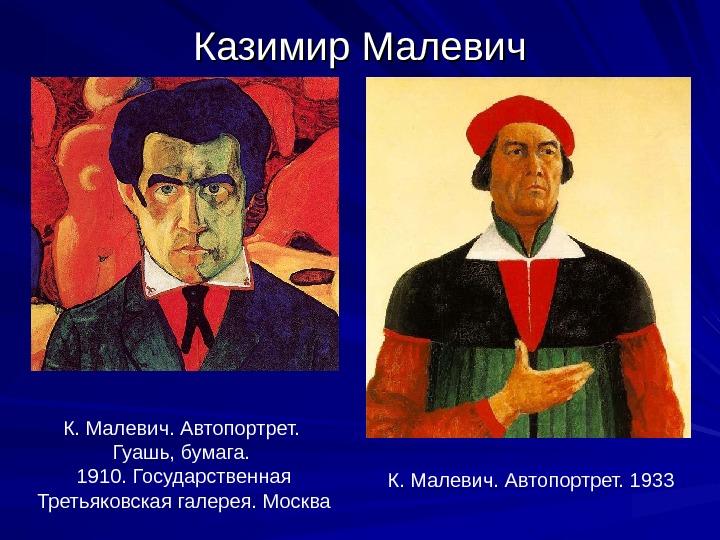 Казимир Малевич
К. Малевич. Автопортрет.
Гуашь, бумага.
1910. Государственная
Третьяковская галерея. Москва
К. Малевич. Автопортрет. 1933